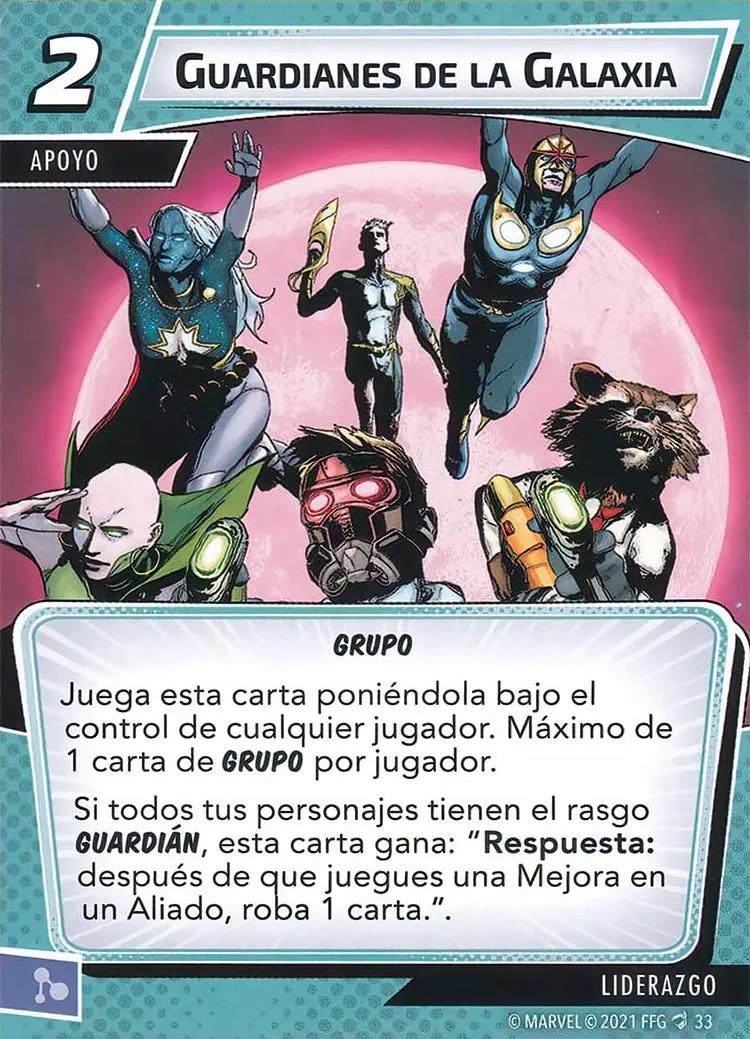 2
GUARDIANES DE LA GALAXIA
APOYO
GRUPO
Juega esta carta poniéndola bajo el
control de cualquier jugador. Máximo de
1 carta de GRUPO por jugador.
Si todos tus personajes tienen el rasgo
GUARDIÁN, esta carta gana: "Respuesta:
después de que juegues una Mejora en
un Aliado, roba 1 carta.".
LIDERAZGO
© MARVEL © 2021 FFG 33